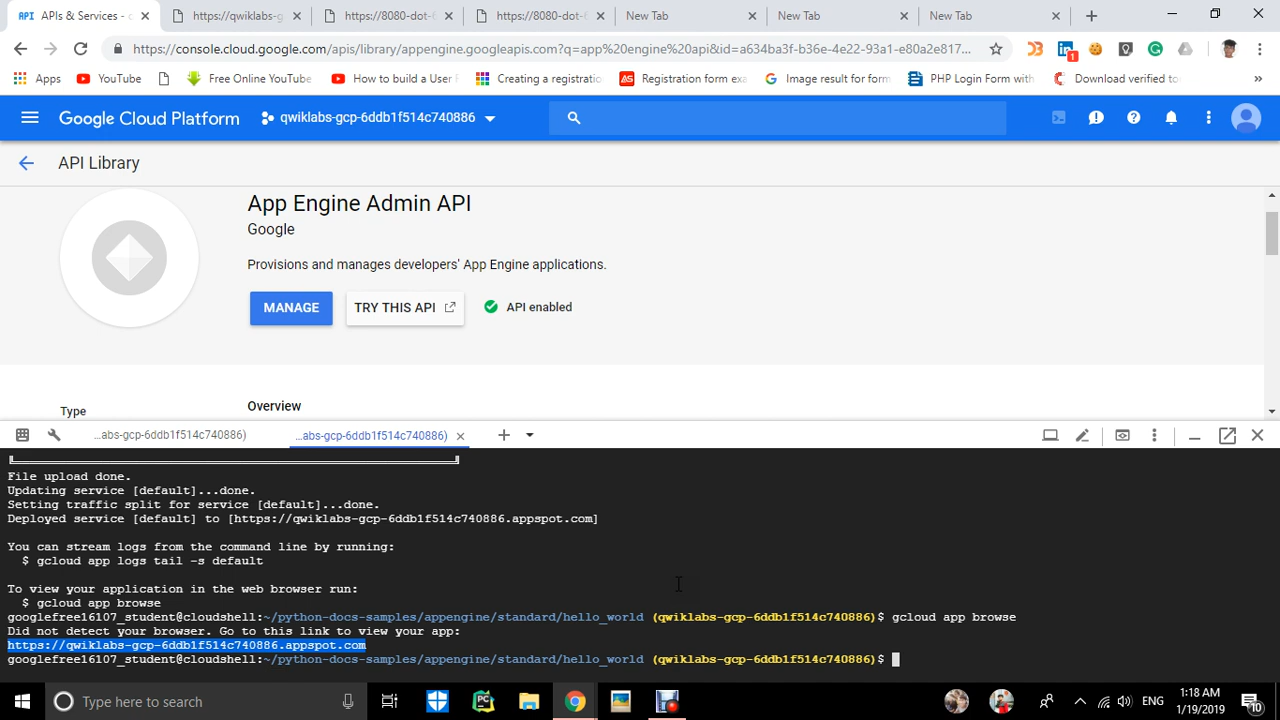 API APIs & Services - c
https://qwiklabs-gc
https://8080-dot-6
https://8080-dot-6
New Tab
New Tab
New Tab
https://console.cloud.google.com/apis/library/appengine.googleapis.com?q=app%20engine%20api&id=a634ba3f-b36e-4e22-93a1-e80a2e817...
1
Apps
YouTube
Free Online YouTube
How to build a User
Creating a registratio
Registration form exa
Image result for form
PHP Login Form with
Download verified to
»
Google Cloud Platform
qwiklabs-gcp-6ddb1f514c740886
API Library
App Engine Admin API
Google
Provisions and manages developers' App Engine applications.
MANAGE
TRY THIS API
API enabled
Type
Overview
...abs-gcp-6ddb1f514c740886)
...abs-gcp-6ddb1f514c740886)
File upload done.
Updating service [default]...done.
Setting traffic split for service [default]...done.
Deployed service [default] to [https://qwiklabs-gcp-6ddb1f514c740886.appspot.com]
You can stream logs from the command line by running:
$ gcloud app logs tail -s default
To view your application in the web browser run:
$ gcloud app browse
googlefree16107_student@cloudshell:~/python-docs-samples/appengine/standard/hello_world (qwiklabs-gcp-6ddb1f514c740886)$ gcloud app browse
Did not detect your browser. Go to this link to view your app:
https://qwiklabs-gcp-6ddb1f514c740886.appspot.com
googlefree16107_student@cloudshell:~/python-docs-samples/appengine/standard/hello_world (qwiklabs-gcp-6ddb1f514c740886)$
Type here to search
PC
ENG
1:18 AM
1/19/2019
10